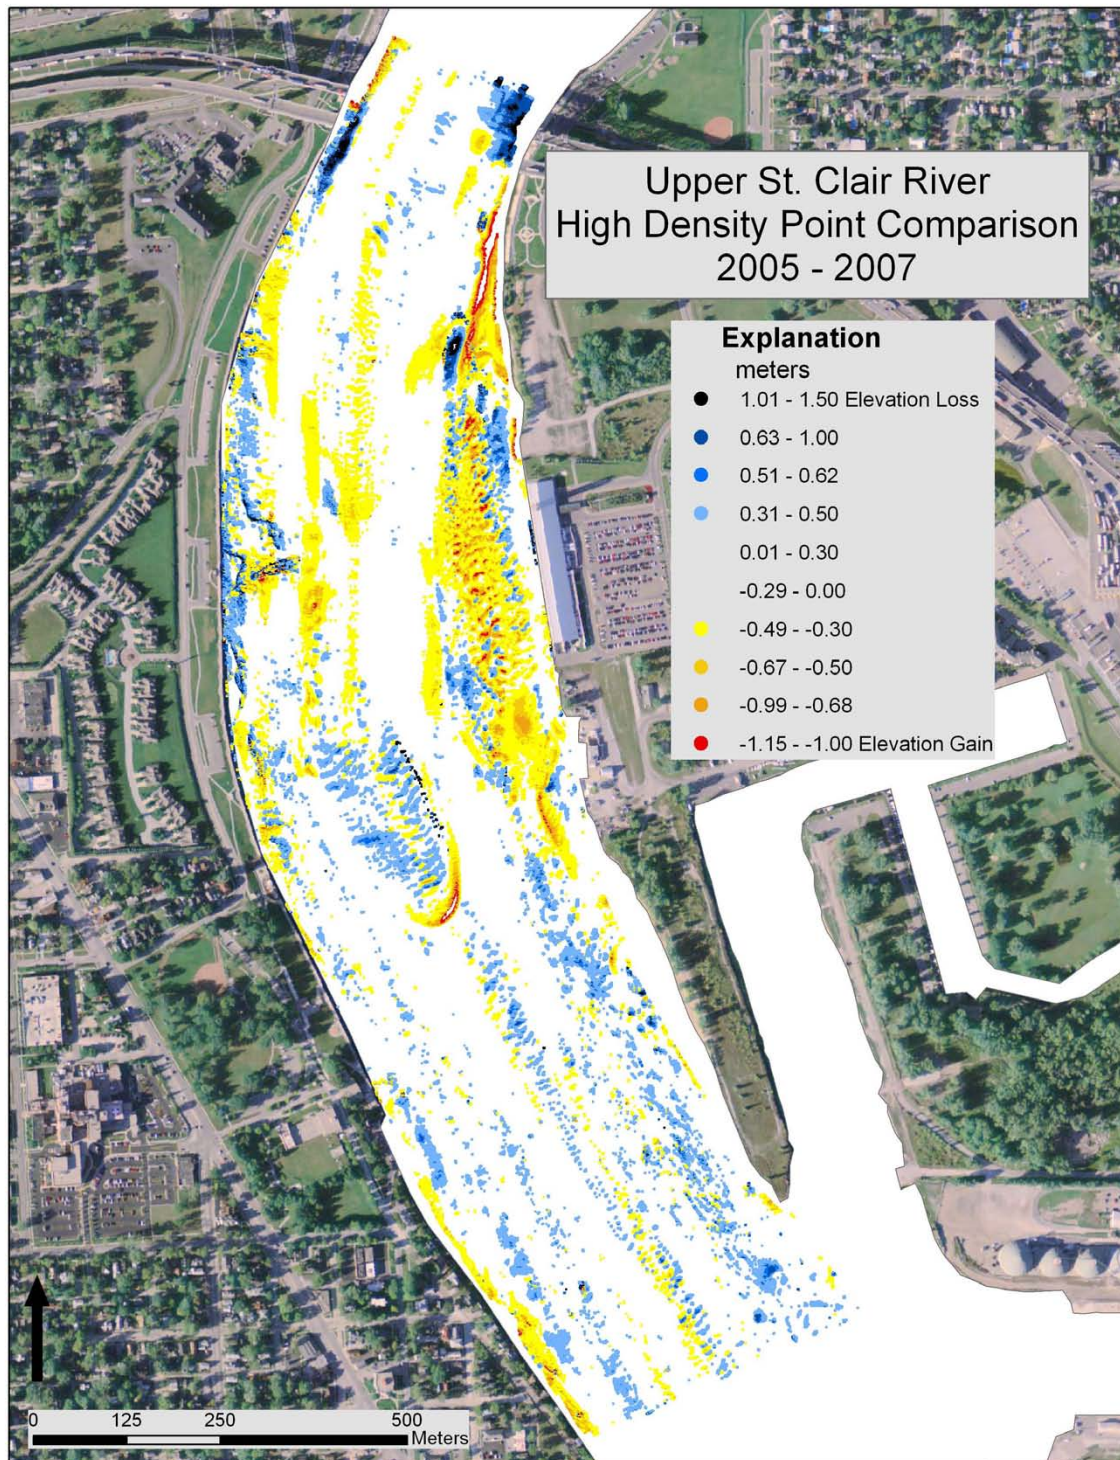 Upper St. Clair River
High Density Point Comparison
2005 - 2007
Explanation
meters
1.01 - 1.50 Elevation Loss
0.63 - 1.00
0.51 - 0.62
0.31 - 0.50
0.01 - 0.30
-0.29 - 0.00
-0.49 - -0.30
-0.67 - -0.50
-0.99 - -0.68
-1.15 - -1.00 Elevation Gain
0 125 250 500
Meters